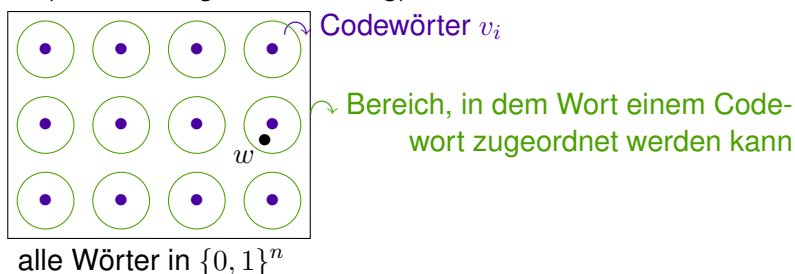 Codewörter $v_i$
Bereich, in dem Wort einem Code-
wort zugeordnet werden kann
$w$
alle Wörter in $\{0, 1\}^n$